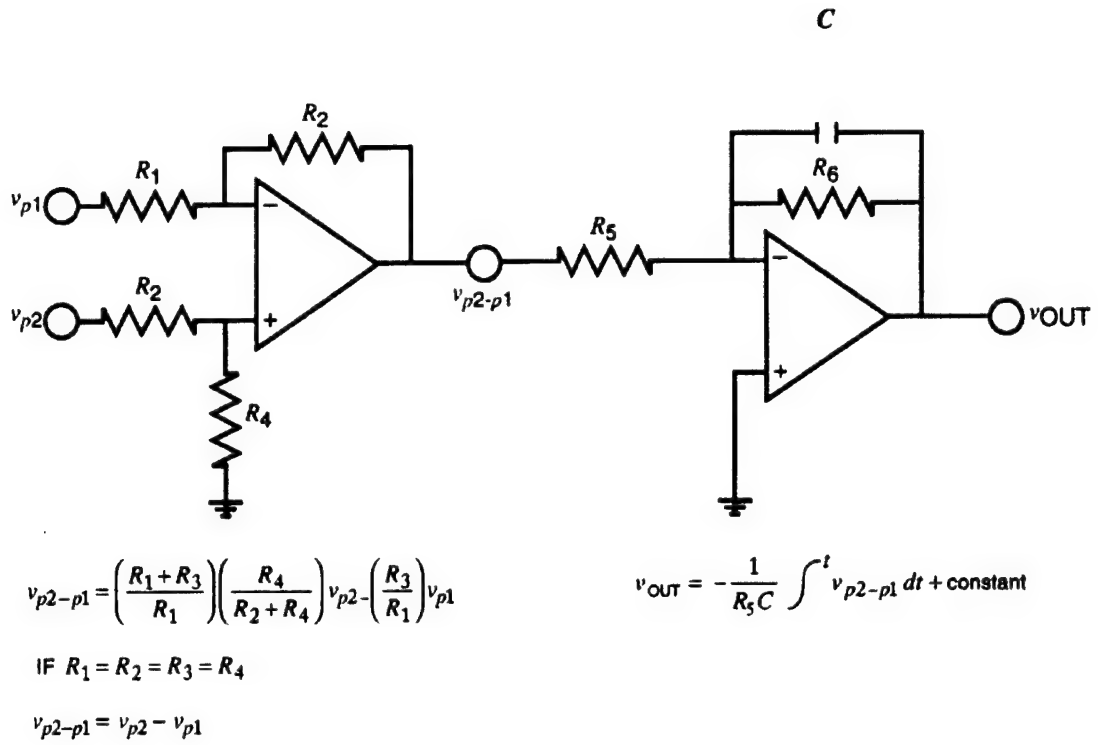 C
R2
R1
vp1
−
R6
R5
−
R2
vp2
+
vp2-p1
vOUT
+
R4
vp2−p1 = ((R1+R3)/R1)(R4/(R2+R4)) vp2 − (R3/R1) vp1
vOUT = −1/(R5C) ∫^t vp2−p1 dt + constant
IF R1 = R2 = R3 = R4
vp2−p1 = vp2 − vp1